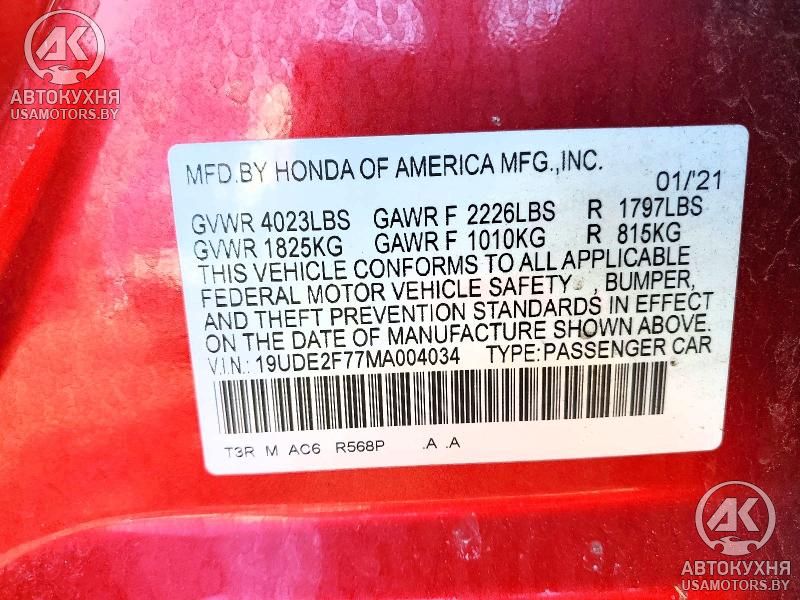 АК
АВТОКУХНЯ
USAMOTORS.BY
MFD.BY HONDA OF AMERICA MFG.,INC.
01/'21
GVWR 4023LBS GAWR F 2226LBS R 1797LBS
GVWR 1825KG GAWR F 1010KG R 815KG
THIS VEHICLE CONFORMS TO ALL APPLICABLE
FEDERAL MOTOR VEHICLE SAFETY , BUMPER,
AND THEFT PREVENTION STANDARDS IN EFFECT
ON THE DATE OF MANUFACTURE SHOWN ABOVE.
V.I.N.: 19UDE2F77MA004034 TYPE:PASSENGER CAR
T3R M AC6 R568P .A .A
АК
АВТОКУХНЯ
USAMOTORS.BY